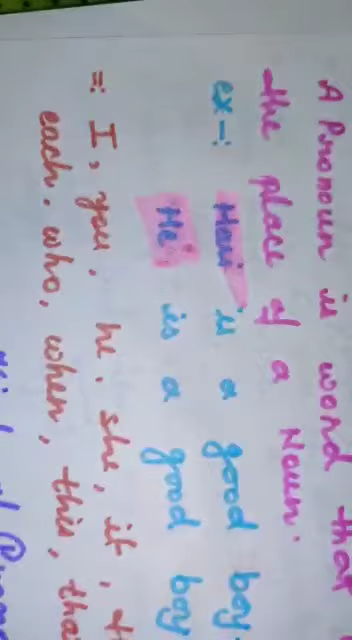 A Pronoun is word that
the place of a Noun.
ex-: Hari is a good boy.
He is a good boy
=: I, you, he, she, it,
each, who, when, this,